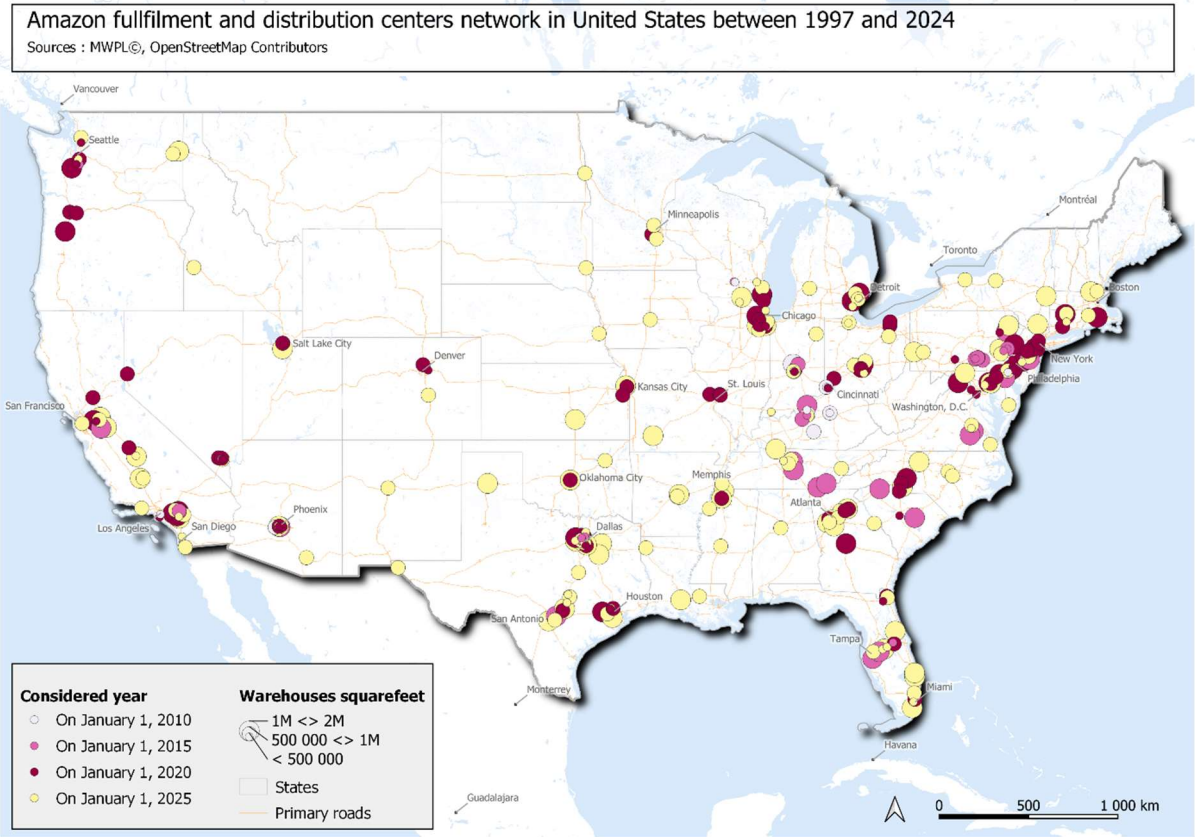 Amazon fullfilment and distribution centers network in United States between 1997 and 2024
Sources : MWPL©, OpenStreetMap Contributors
Vancouver
Seattle
Minneapolis
Montréal
Toronto
Boston
Detroit
Chicago
Salt Lake City
Denver
New York
Philadelphia
Kansas City
St. Louis
Cincinnati
San Francisco
Washington, D.C.
Memphis
Oklahoma City
Atlanta
Phoenix
Los Angeles
San Diego
Dallas
Houston
San Antonio
Tampa
Miami
Monterrey
Havana
Guadalajara
Considered year
On January 1, 2010
On January 1, 2015
On January 1, 2020
On January 1, 2025
Warehouses squarefeet
1M <> 2M
500 000 <> 1M
< 500 000
States
Primary roads
0 500 1 000 km